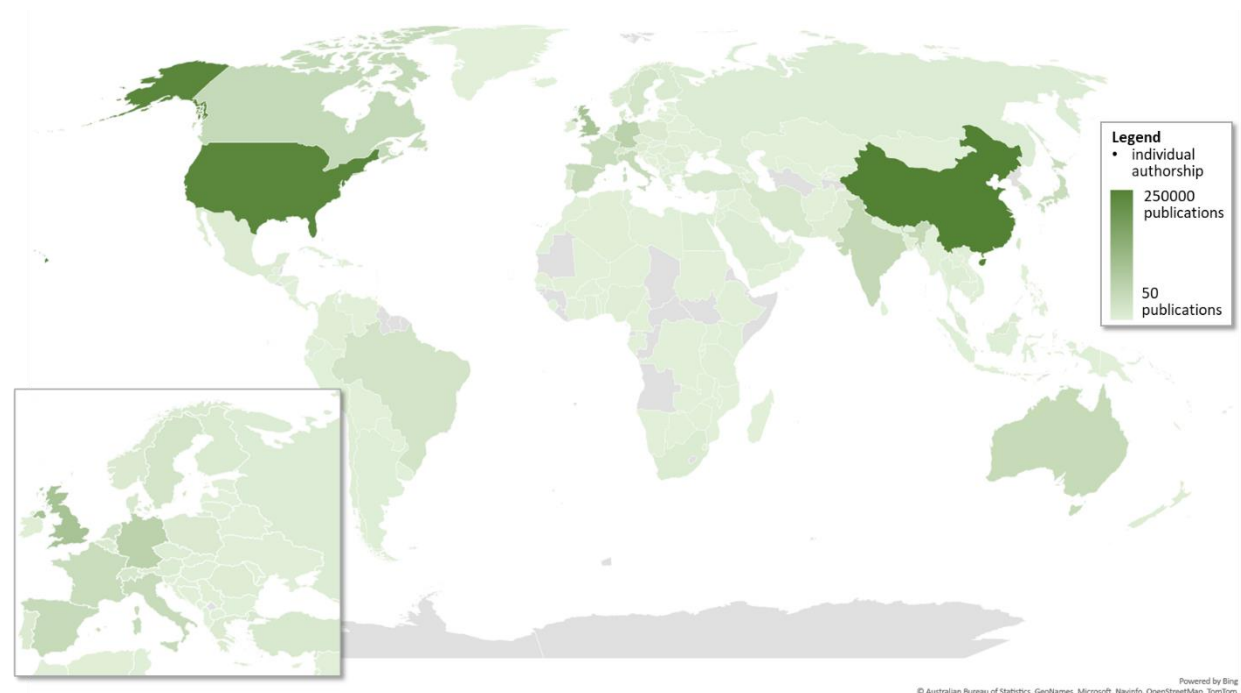 Legend
• individual
authorship
250000
publications
50
publications
Powered by Bing
© Australian Bureau of Statistics, GeoNames, Microsoft, Navinfo, OpenStreetMap, TomTom